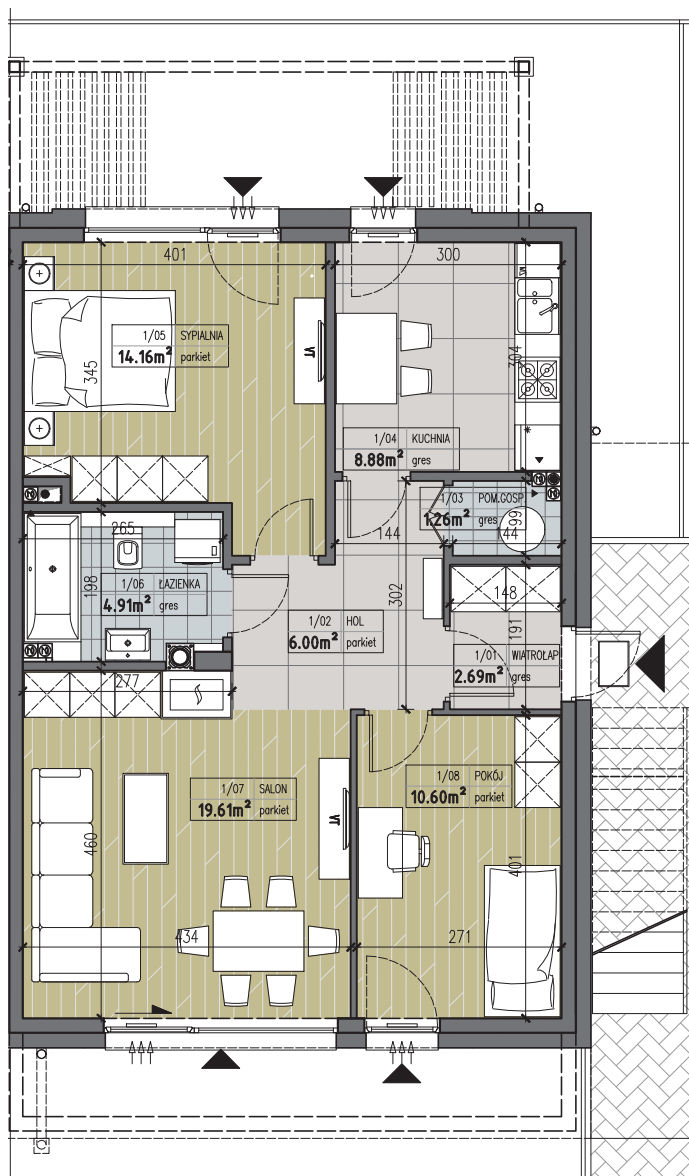 401
300
1/05 SYPIALNIA
14.16m² parkiet
345
VT
304
1/04 KUCHNIA
8.88m² gres
1/03 POM.GOSP.
1.26m² gres
99
144
144
265
198
1/06 ŁAZIENKA
4.91m² gres
302
1/02 HOL
6.00m² parkiet
148
191
1/01 WIATROŁAP
2.69m² gres
277
1/07 SALON
19.61m² parkiet
VT
1/08 POKÓJ
10.60m² parkiet
460
401
434
271